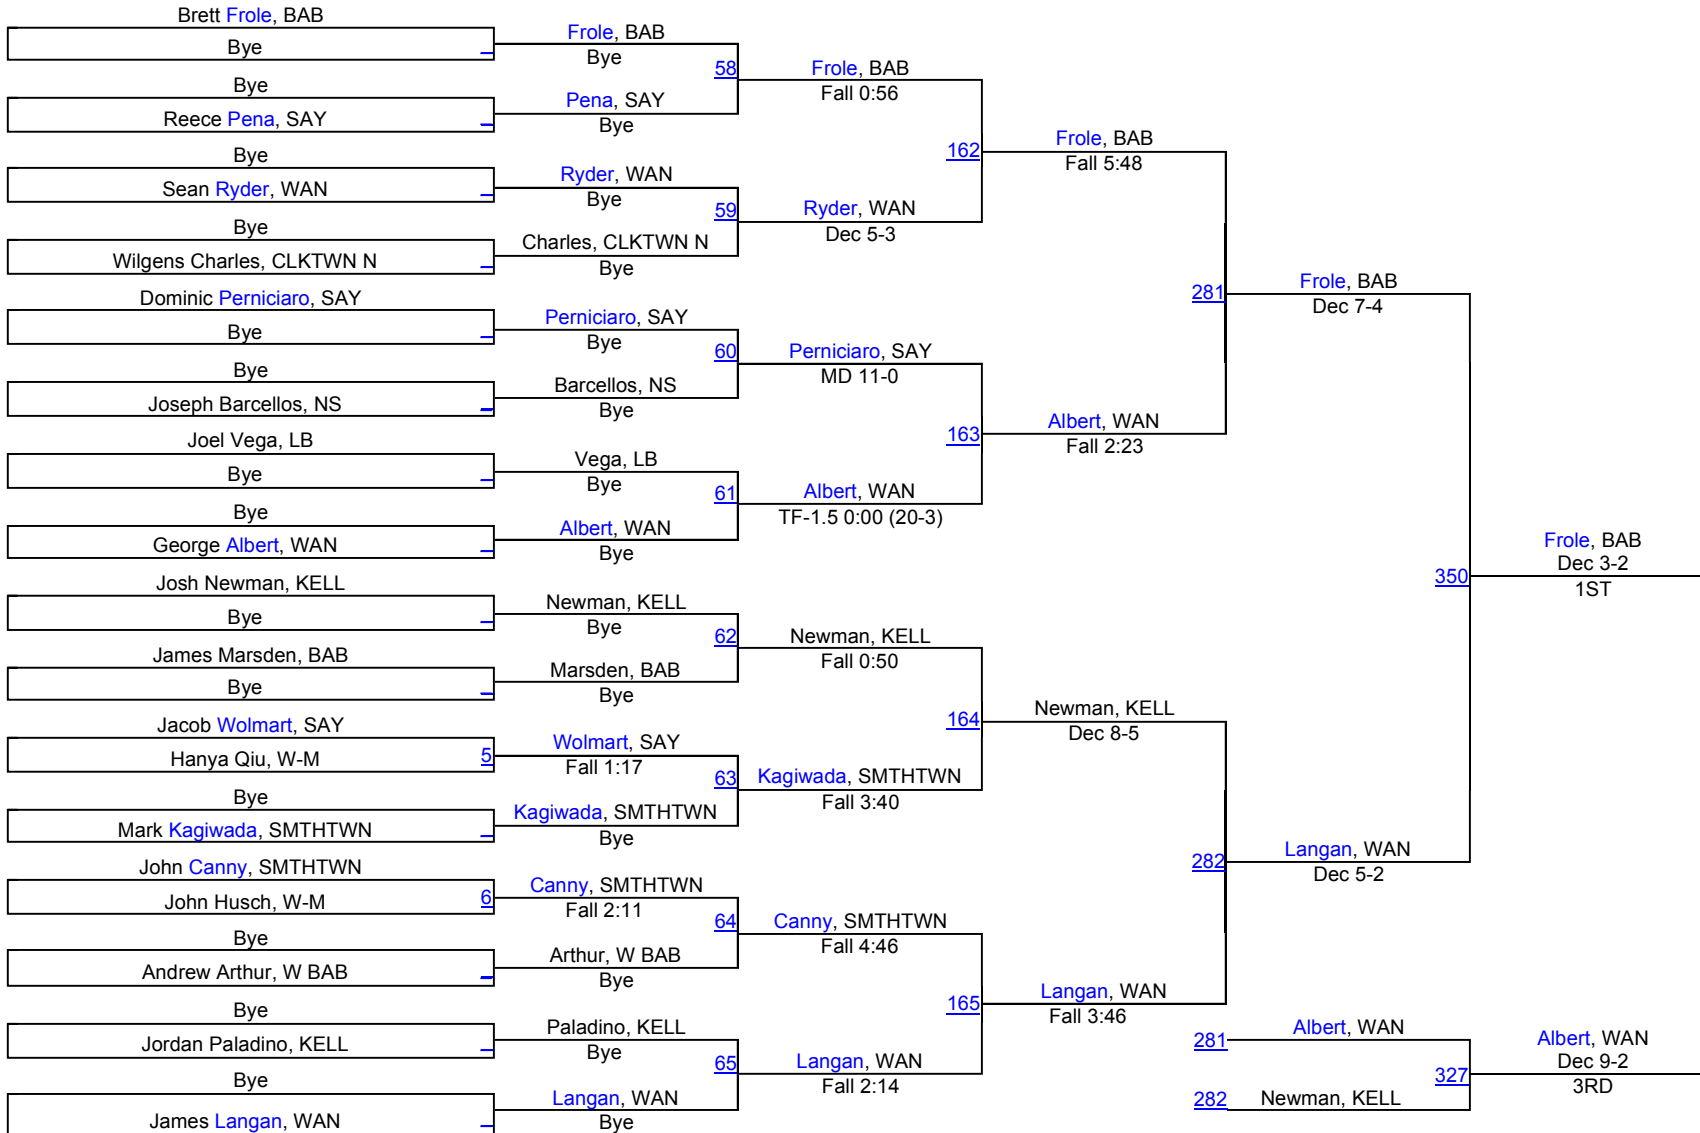 Brett Frole, BAB
Bye
Bye
Reece Pena, SAY
Bye
Sean Ryder, WAN
Bye
Wilgens Charles, CLKTWN N
Dominic Perniciaro, SAY
Bye
Bye
Joseph Barcellos, NS
Joel Vega, LB
Bye
Bye
George Albert, WAN
Josh Newman, KELL
Bye
James Marsden, BAB
Bye
Jacob Wolmart, SAY
Hanya Qiu, W-M 5
Bye
Mark Kagiwada, SMTHTWN
John Canny, SMTHTWN
John Husch, W-M 6
Bye
Andrew Arthur, W BAB
Bye
Jordan Paladino, KELL
Bye
James Langan, WAN
Frole, BAB
Bye
58
Pena, SAY
Bye
Ryder, WAN
Bye
59
Charles, CLKTWN N
Bye
Perniciaro, SAY
Bye
60
Barcellos, NS
Bye
Vega, LB
Bye
61
Albert, WAN
Bye
Newman, KELL
Bye
62
Marsden, BAB
Bye
Wolmart, SAY
Fall 1:17
63
Kagiwada, SMTHTWN
Bye
Canny, SMTHTWN
Fall 2:11
64
Arthur, W BAB
Bye
Paladino, KELL
Bye
65
Langan, WAN
Bye
Frole, BAB
Fall 0:56
162
Ryder, WAN
Dec 5-3
Perniciaro, SAY
MD 11-0
163
Albert, WAN
TF-1.5 0:00 (20-3)
Newman, KELL
Fall 0:50
164
Kagiwada, SMTHTWN
Fall 3:40
Canny, SMTHTWN
Fall 4:46
165
Langan, WAN
Fall 2:14
Frole, BAB
Fall 5:48
281
Albert, WAN
Fall 2:23
Newman, KELL
Dec 8-5
282
Langan, WAN
Fall 3:46
Frole, BAB
Dec 7-4
350
Langan, WAN
Dec 5-2
Frole, BAB
Dec 3-2
1ST
281 Albert, WAN
327
282 Newman, KELL
Albert, WAN
Dec 9-2
3RD